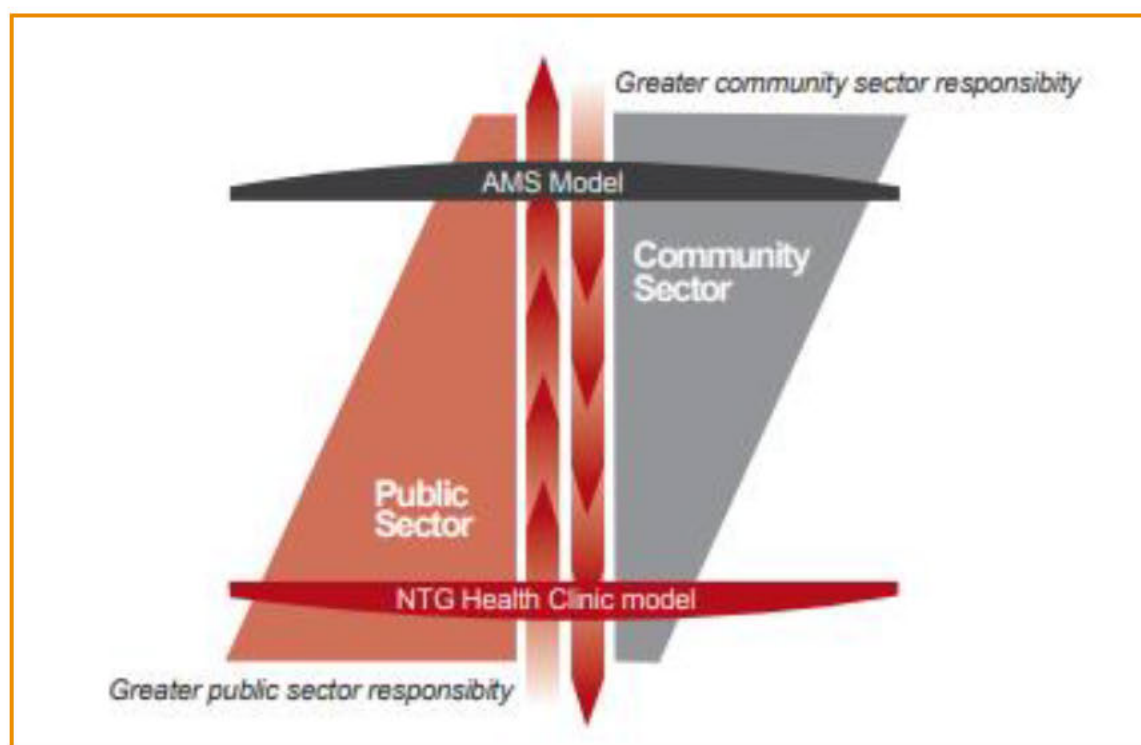 Greater community sector responsibity
AMS Model
Community
Sector
Public
Sector
NTG Health Clinic model
Greater public sector responsibity